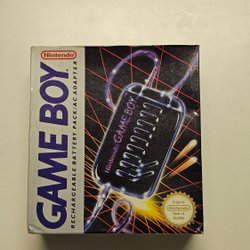 Nintendo
GAME BOY
RECHARGEABLE BATTERY PACK/AC ADAPTER
Nintendo GAME BOY
Original
Nintendo
Seal of
Quality